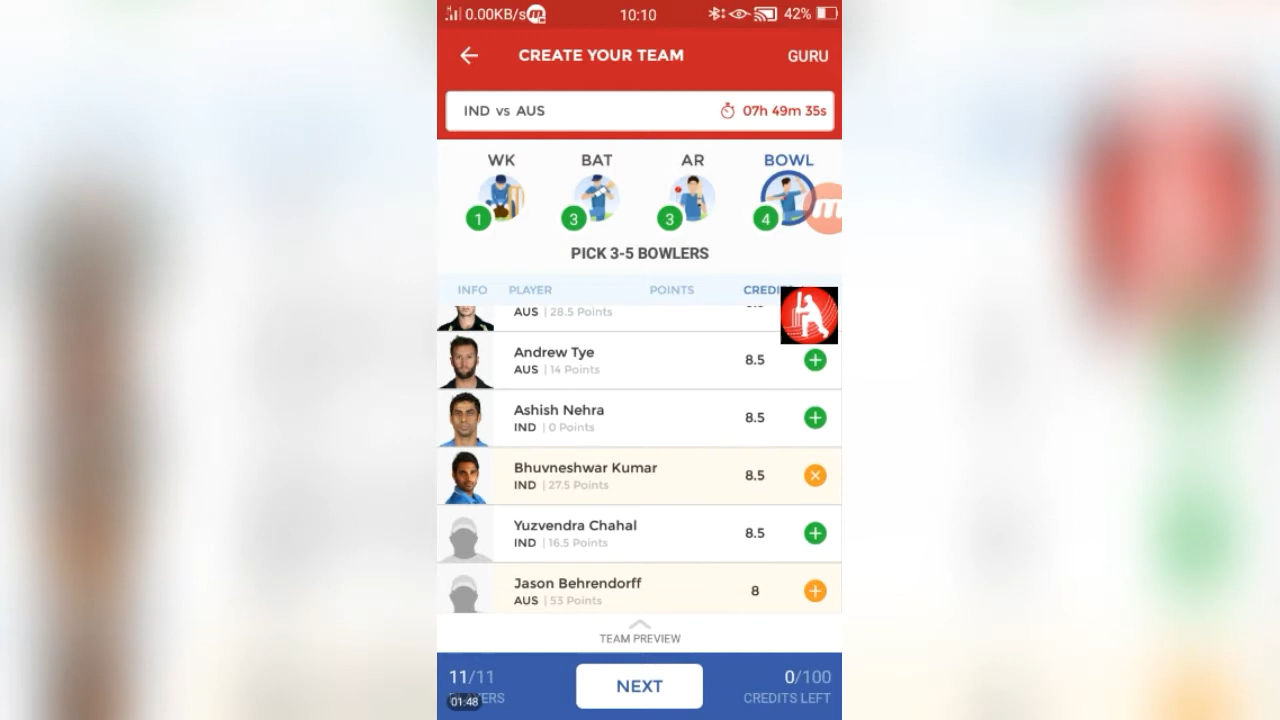 0.00KB/s 10:10 42%
CREATE YOUR TEAM GURU
IND vs AUS 07h 49m 35s
WK BAT AR BOWL
1 3 3 4
PICK 3-5 BOWLERS
INFO PLAYER POINTS CREDI
AUS | 28.5 Points
Andrew Tye 8.5
AUS | 14 Points
Ashish Nehra 8.5
IND | 0 Points
Bhuvneshwar Kumar 8.5
IND | 27.5 Points
Yuzvendra Chahal 8.5
IND | 16.5 Points
Jason Behrendorff 8
AUS | 53 Points
TEAM PREVIEW
11/11 NEXT 0/100
01:48 ERS CREDITS LEFT